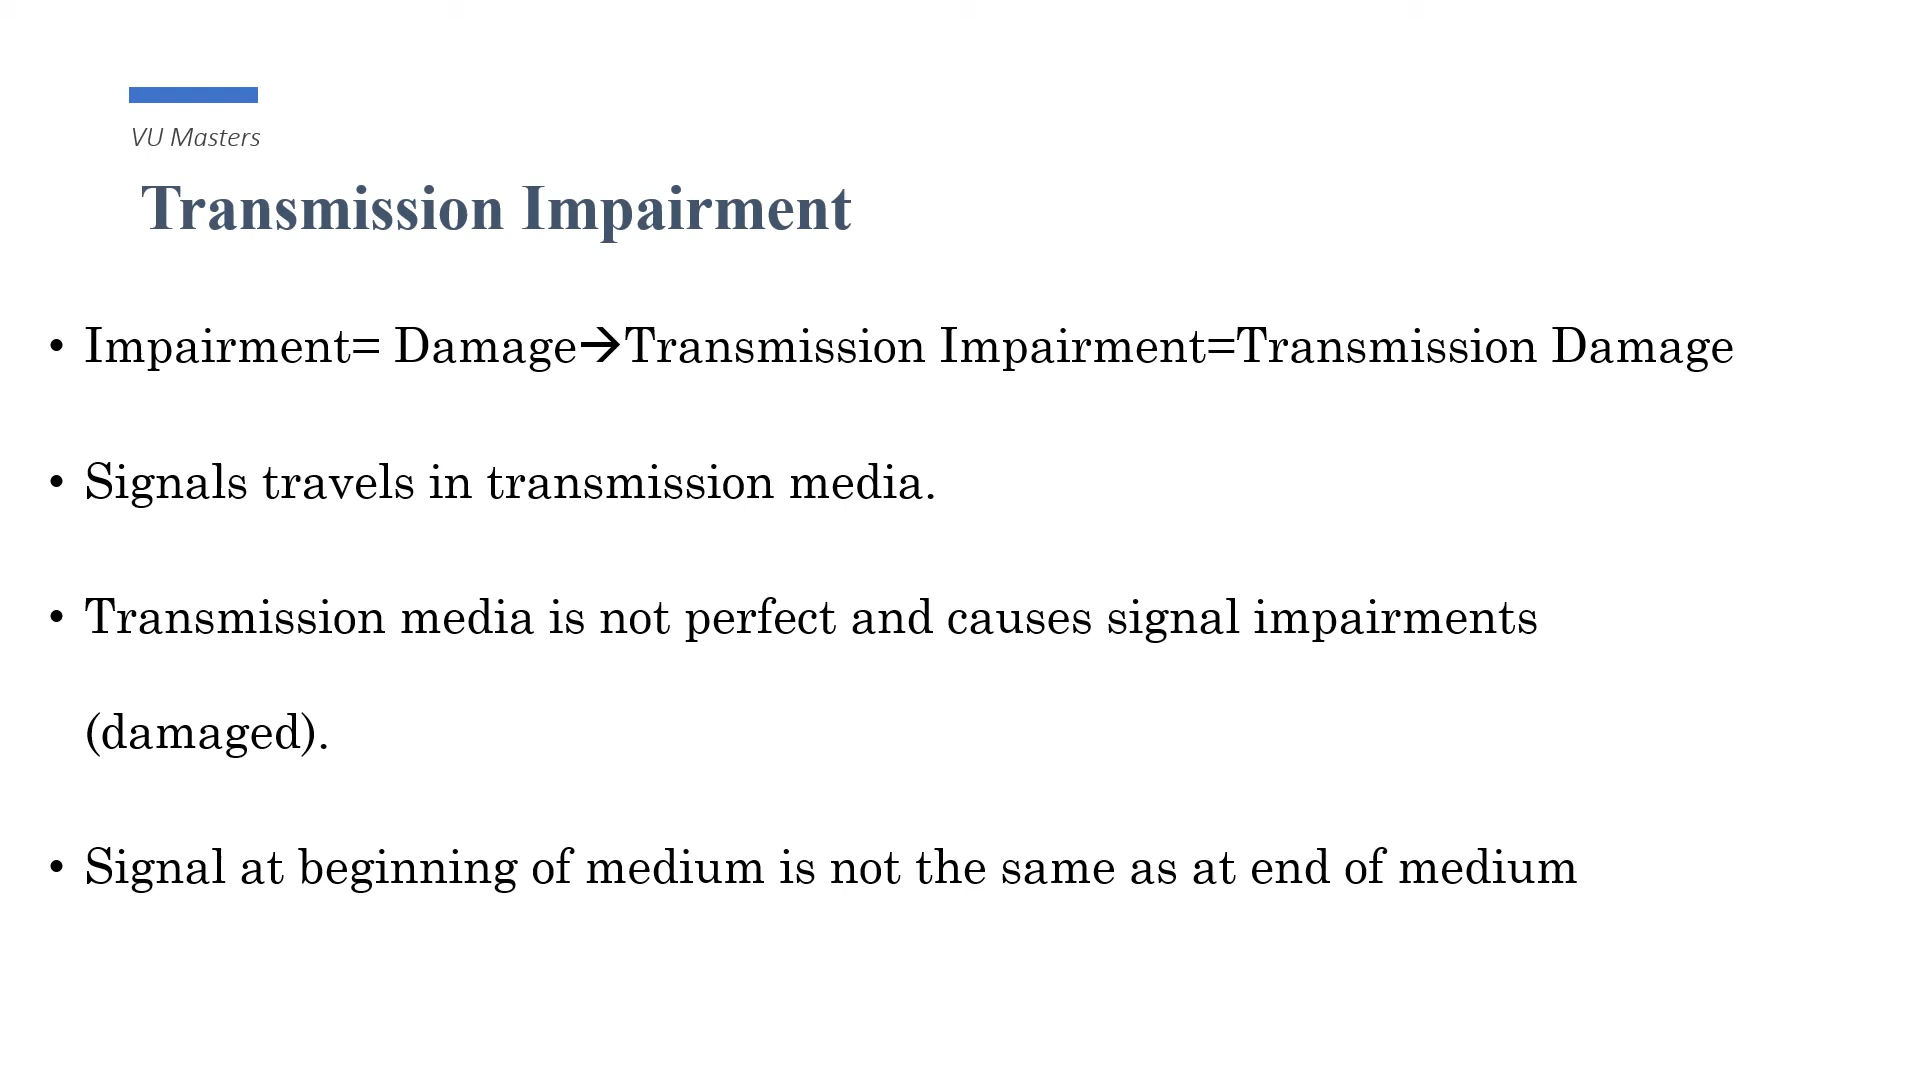 VU Masters
Transmission Impairment
• Impairment= Damage→Transmission Impairment=Transmission Damage
• Signals travels in transmission media.
• Transmission media is not perfect and causes signal impairments
(damaged).
• Signal at beginning of medium is not the same as at end of medium